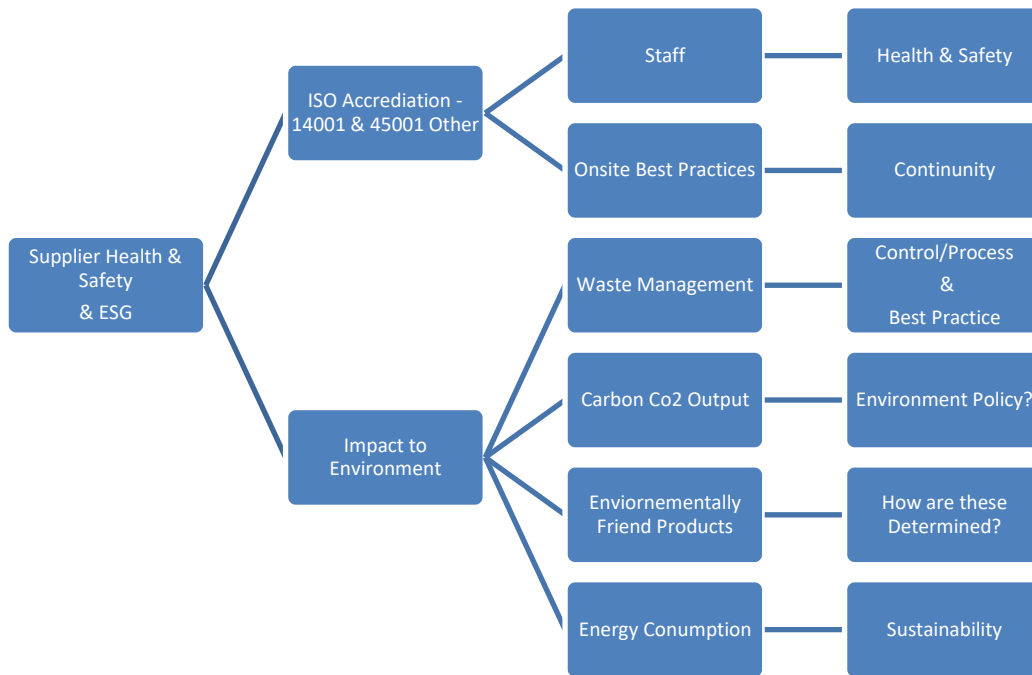 Supplier Health &
Safety
& ESG
ISO Accrediation -
14001 & 45001 Other
Staff
Health & Safety
Onsite Best Practices
Continunity
Impact to
Environment
Waste Management
Control/Process
&
Best Practice
Carbon Co2 Output
Environment Policy?
Enviornementally
Friend Products
How are these
Determined?
Energy Conumption
Sustainability